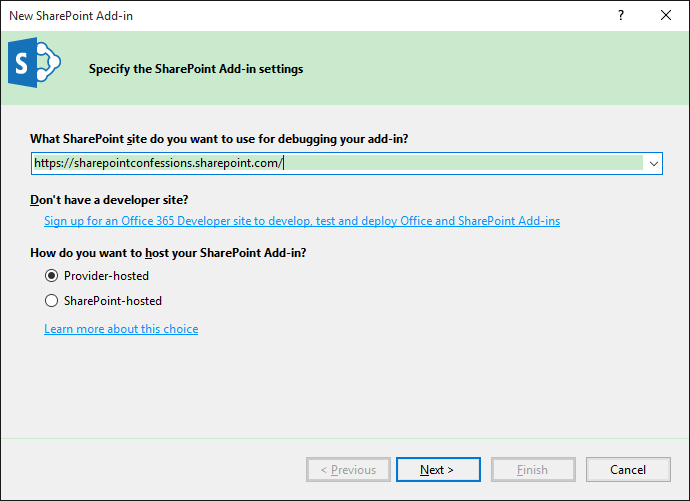 New SharePoint Add-in
?
S
Specify the SharePoint Add-in settings
What SharePoint site do you want to use for debugging your add-in?
https://sharepointconfessions.sharepoint.com/
Don't have a developer site?
Sign up for an Office 365 Developer site to develop, test and deploy Office and SharePoint Add-ins
How do you want to host your SharePoint Add-in?
Provider-hosted
SharePoint-hosted
Learn more about this choice
< Previous Next > Finish Cancel